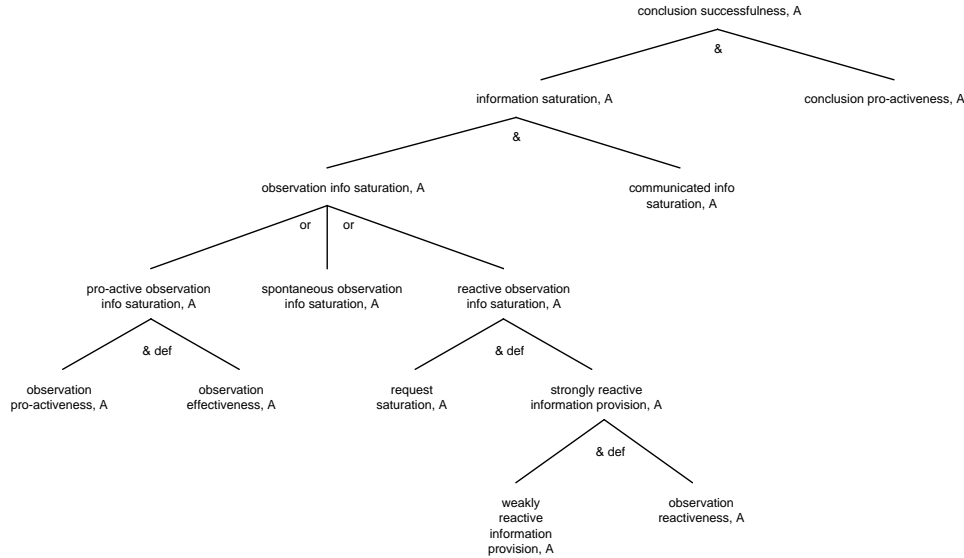 conclusion successfulness, A
&
information saturation, A
conclusion pro-activeness, A
&
observation info saturation, A
communicated info
saturation, A
or
or
pro-active observation
info saturation, A
spontaneous observation
info saturation, A
reactive observation
info saturation, A
& def
& def
observation
pro-activeness, A
observation
effectiveness, A
request
saturation, A
strongly reactive
information provision, A
& def
weakly
reactive
information
provision, A
observation
reactiveness, A